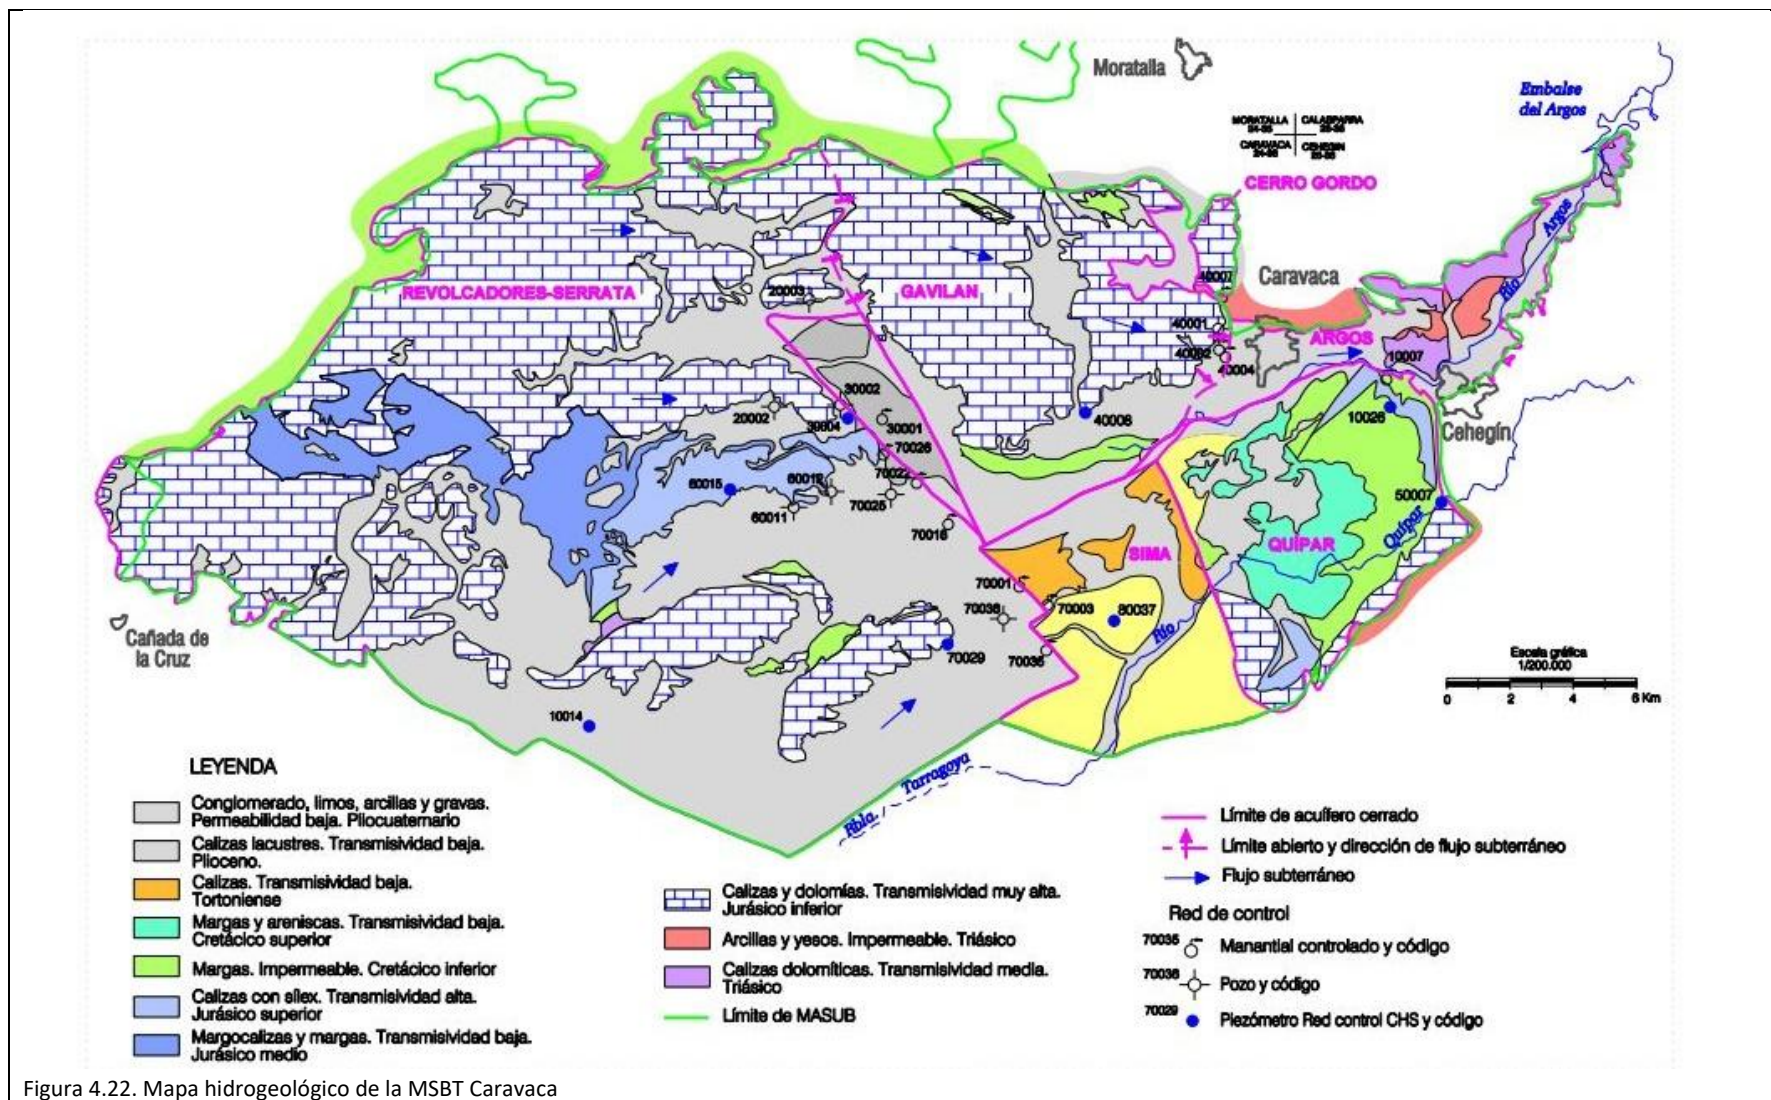 Moratalla
Embalse
del Argos
MORATALLA
CALASPARRA
CARAVACA
CEHEGIN
CERRO GORDO
Argos
Río
40007
Caravaca
REVOLCADORES-SERRATA
20003
GAVILAN
40001
ARGOS
40002
10007
40004
30002
20002
30004
30001
40008
10026
Cehegín
70026
60015
60012
70022
50007
60011
70025
Quípar
70018
SIMA
QUÍPAR
70001
70036
70003
80037
Cañada de
la Cruz
Río
70029
70035
Escala gráfica
1/200.000
10014
0 2 4 6 Km
Rbla. Tarragoya
LEYENDA
Conglomerado, limos, arcillas y gravas.
Permeabilidad baja. Pliocuaternario
Calizas lacustres. Transmisividad baja.
Plioceno.
Calizas. Transmisividad baja.
Tortoniense
Margas y areniscas. Transmisividad baja.
Cretácico superior
Margas. Impermeable. Cretácico inferior
Calizas con sílex. Transmisividad alta.
Jurásico superior
Margocalizas y margas. Transmisividad baja.
Jurásico medio
Calizas y dolomías. Transmisividad muy alta.
Jurásico inferior
Arcillas y yesos. Impermeable. Triásico
Calizas dolomíticas. Transmisividad media.
Triásico
Límite de MASUB
Límite de acuífero cerrado
Límite abierto y dirección de flujo subterráneo
Flujo subterráneo
Red de control
70035 Manantial controlado y código
70036 Pozo y código
70029 Piezómetro Red control CHS y código
Figura 4.22. Mapa hidrogeológico de la MSBT Caravaca